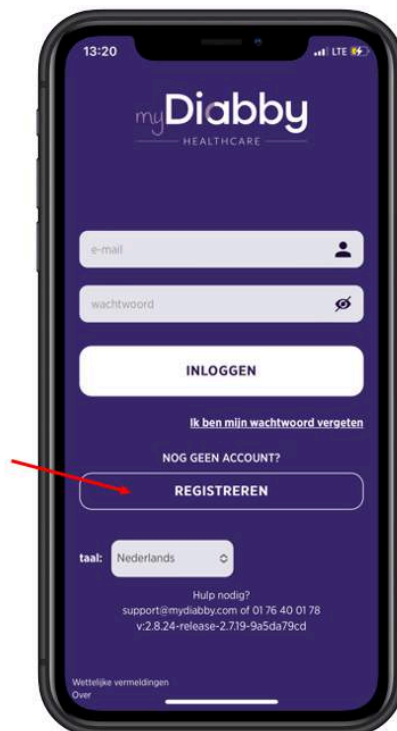 13:20 LTE
myDiabby
HEALTHCARE
e-mail
wachtwoord
INLOGGEN
Ik ben mijn wachtwoord vergeten
NOG GEEN ACCOUNT?
REGISTREREN
taal: Nederlands
Hulp nodig?
support@mydiabby.com of 01 76 40 01 78
v:2.8.24-release-2.7.19-9a5da79cd
Wettelijke vermeldingen
Over